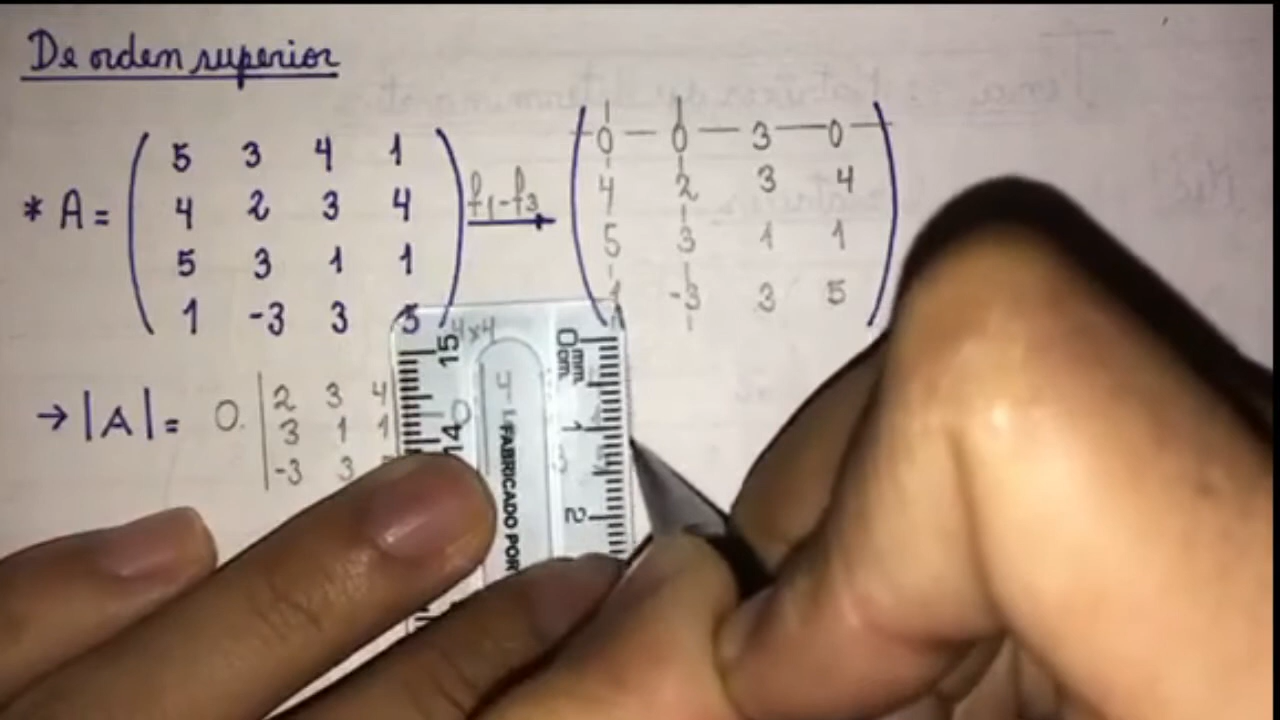 De orden superior
* A = ( 5 3 4 1 f₁-f₃ ( 0 0 3 0
4 2 3 4 4 2 3 4
5 3 1 1 5 3 1 1
1 -3 3 5 ) 4x4 1 -3 3 5 )
→ |A| = 0. | 2 3 4
3 1 1
-3 3
15
14
0 mm
cm
1
2
FABRICADO POR